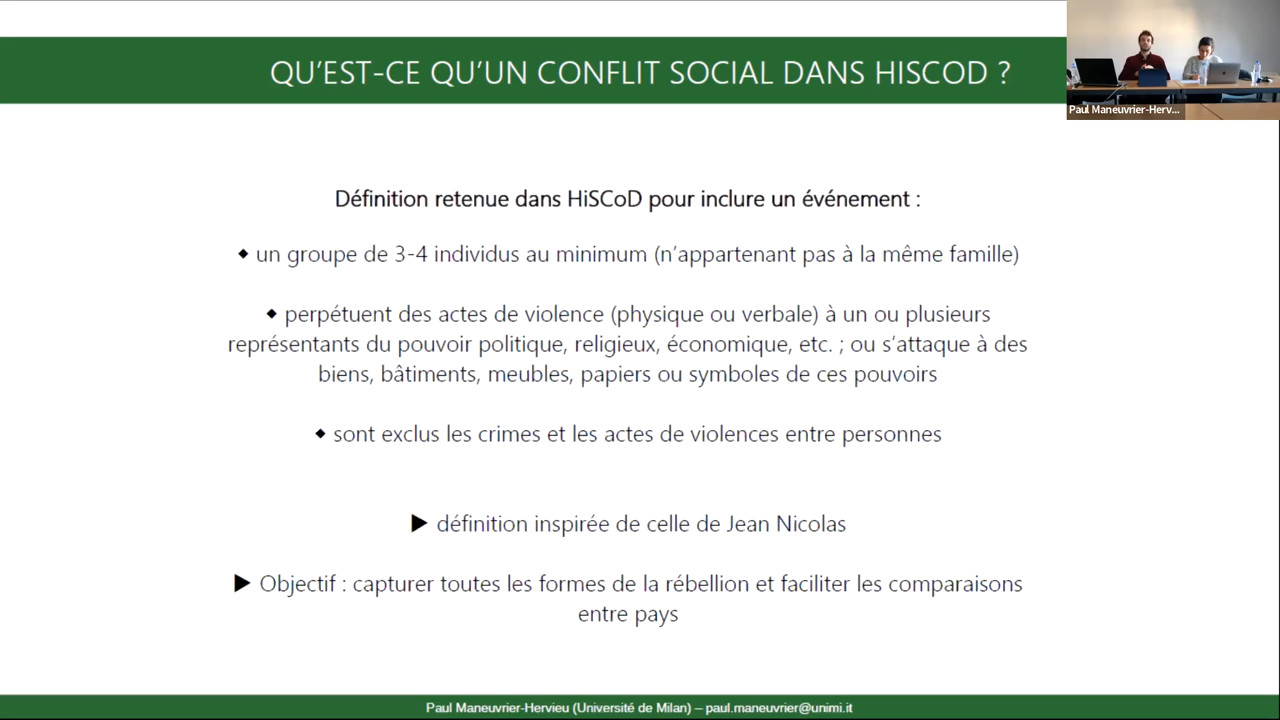 QU'EST-CE QU'UN CONFLIT SOCIAL DANS HISCOD ?
Paul Maneuvrier-Herv...
Définition retenue dans HiSCoD pour inclure un événement :
◆ un groupe de 3-4 individus au minimum (n'appartenant pas à la même famille)
◆ perpétuent des actes de violence (physique ou verbale) à un ou plusieurs
représentants du pouvoir politique, religieux, économique, etc. ; ou s'attaque à des
biens, bâtiments, meubles, papiers ou symboles de ces pouvoirs
◆ sont exclus les crimes et les actes de violences entre personnes
▶ définition inspirée de celle de Jean Nicolas
▶ Objectif : capturer toutes les formes de la rébellion et faciliter les comparaisons
entre pays
Paul Maneuvrier-Hervieu (Université de Milan) – paul.maneuvrier@unimi.it